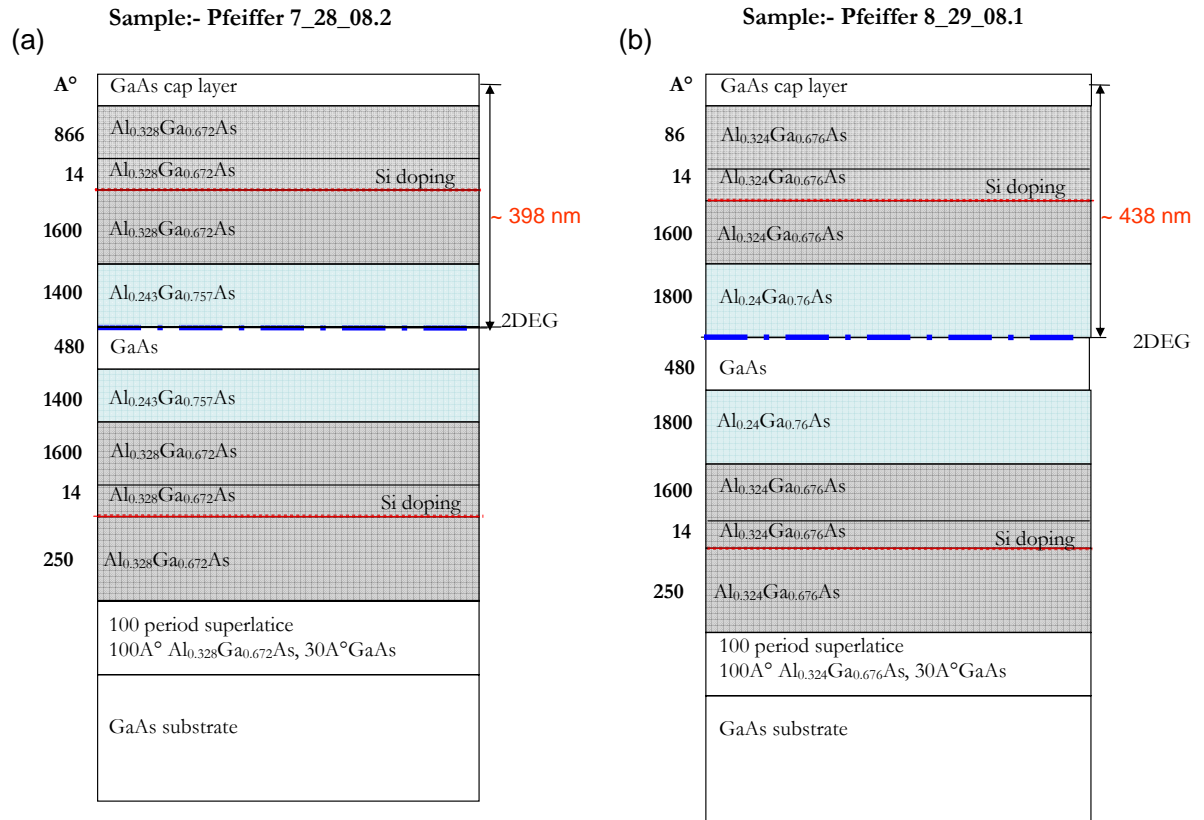 Sample:- Pfeiffer 7_28_08.2
(a)
A°
GaAs cap layer
866
Al0.328Ga0.672As
14
Al0.328Ga0.672As
Si doping
1600
Al0.328Ga0.672As
~ 398 nm
1400
Al0.243Ga0.757As
2DEG
480
GaAs
1400
Al0.243Ga0.757As
1600
Al0.328Ga0.672As
14
Al0.328Ga0.672As
Si doping
250
Al0.328Ga0.672As
100 period superlatice
100A° Al0.328Ga0.672As, 30A°GaAs
GaAs substrate
Sample:- Pfeiffer 8_29_08.1
(b)
A°
GaAs cap layer
86
Al0.324Ga0.676As
14
Al0.324Ga0.676As
Si doping
1600
Al0.324Ga0.676As
~ 438 nm
1800
Al0.24Ga0.76As
2DEG
480
GaAs
1800
Al0.24Ga0.76As
1600
Al0.324Ga0.676As
14
Al0.324Ga0.676As
Si doping
250
Al0.324Ga0.676As
100 period superlatice
100A° Al0.324Ga0.676As, 30A°GaAs
GaAs substrate